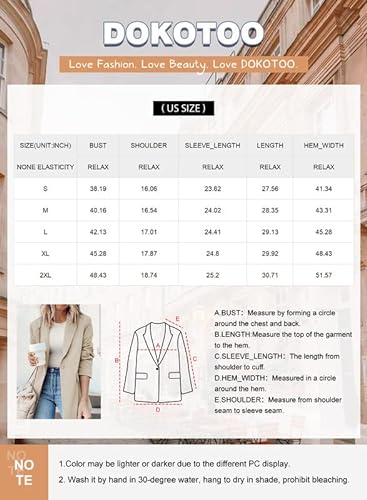 DOKOTOO
Love Fashion. Love Beauty. Love DOKOTOO.
( US SIZE )
SIZE(UNIT:INCH) BUST SHOULDER SLEEVE_LENGTH LENGTH HEM_WIDTH
NONE ELASTICITY RELAX RELAX RELAX RELAX RELAX
S 38.19 16.06 23.62 27.56 41.34
M 40.16 16.54 24.02 28.35 43.31
L 42.13 17.01 24.41 29.13 45.28
XL 45.28 17.87 24.8 29.92 48.43
2XL 48.43 18.74 25.2 30.71 51.57
A.BUST: Measure by forming a circle
around the chest and back.
B.LENGTH:Measure the top of the garment
to the hem.
C.SLEEVE_LENGTH: The length from
shoulder to cuff.
D.HEM_WIDTH: Measured in a circle
around the hem.
E.SHOULDER: Measure from shoulder
seam to sleeve seam.
E
A
B
C
D
NO
TE
NO
TE
1.Color may be lighter or darker due to the different PC display.
2. Wash it by hand in 30-degree water, hang to dry in shade, prohibit bleaching.